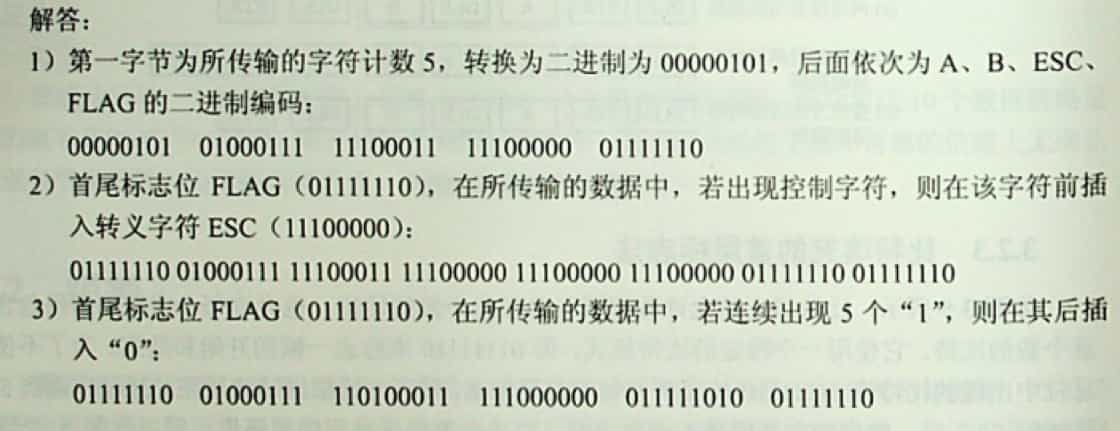 解答：
1）第一字节为所传输的字符计数 5，转换为二进制为 00000101，后面依次为 A、B、ESC、
FLAG 的二进制编码：
00000101 01000111 11100011 11100000 01111110
2）首尾标志位 FLAG（01111110），在所传输的数据中，若出现控制字符，则在该字符前插
入转义字符 ESC（11100000）：
01111110 01000111 11100011 11100000 11100000 11100000 01111110 01111110
3）首尾标志位 FLAG（01111110），在所传输的数据中，若连续出现 5 个“1”，则在其后插
入“0”：
01111110 01000111 110100011 111000000 011111010 01111110